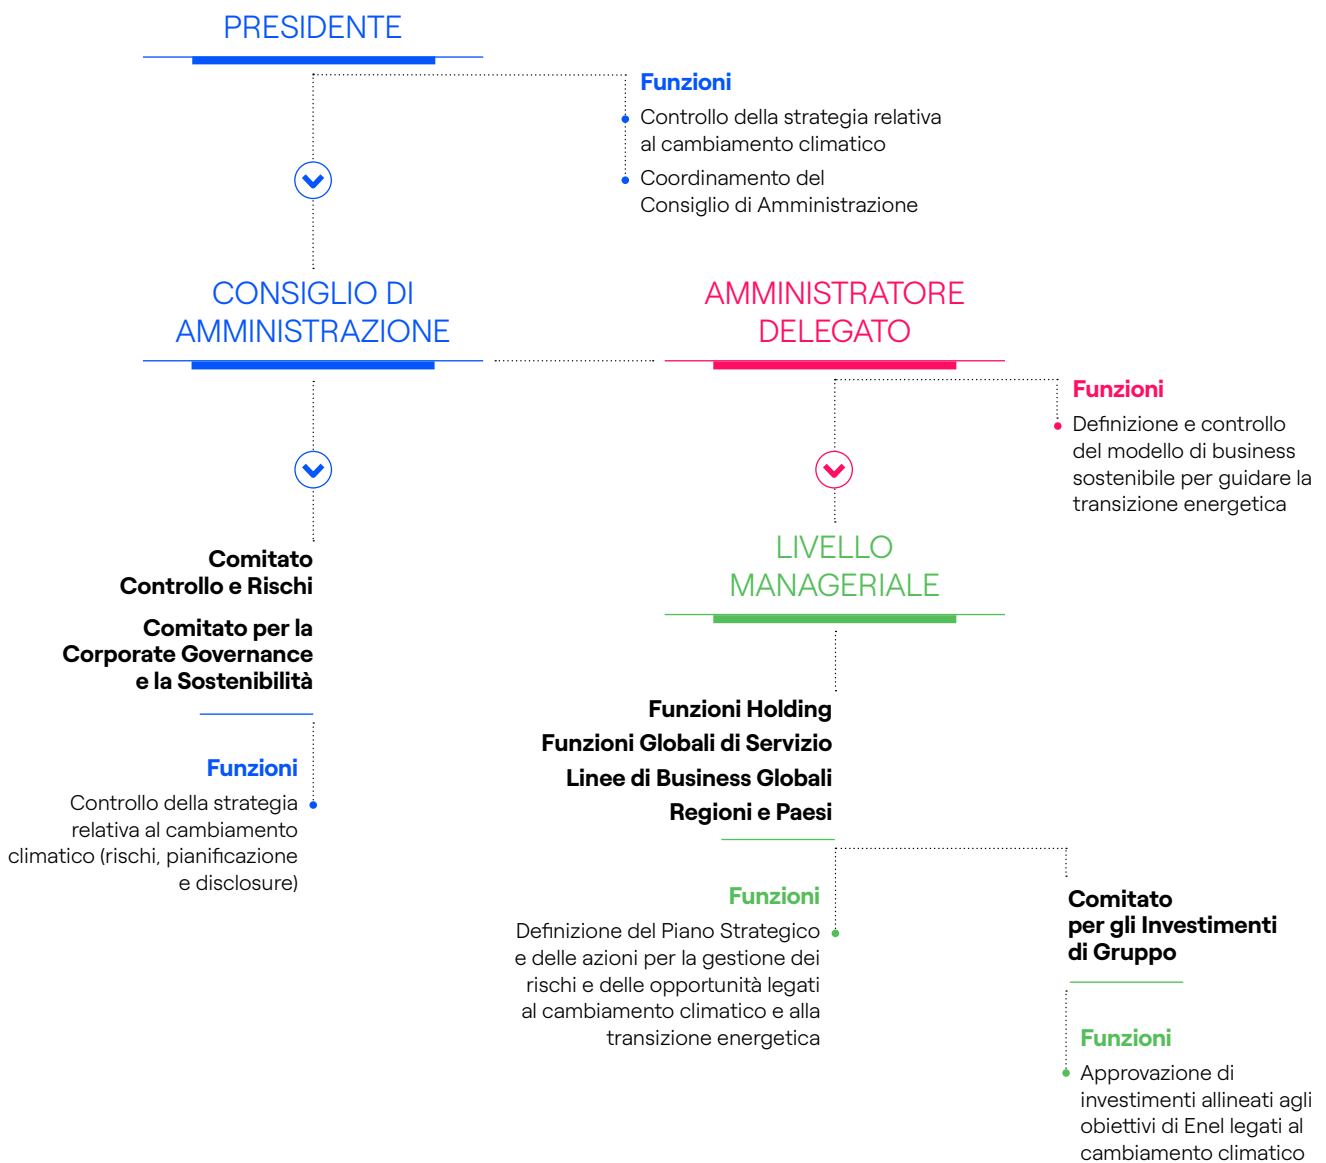 PRESIDENTE
Funzioni
Controllo della strategia relativa
al cambiamento climatico
Coordinamento del
Consiglio di Amministrazione
CONSIGLIO DI
AMMINISTRAZIONE
AMMINISTRATORE
DELEGATO
Funzioni
Definizione e controllo
del modello di business
sostenibile per guidare la
transizione energetica
Comitato
Controllo e Rischi
Comitato per la
Corporate Governance
e la Sostenibilità
Funzioni
Controllo della strategia
relativa al cambiamento
climatico (rischi, pianificazione
e disclosure)
LIVELLO
MANAGERIALE
Funzioni Holding
Funzioni Globali di Servizio
Linee di Business Globali
Regioni e Paesi
Funzioni
Definizione del Piano Strategico
e delle azioni per la gestione dei
rischi e delle opportunità legati
al cambiamento climatico e alla
transizione energetica
Comitato
per gli Investimenti
di Gruppo
Funzioni
Approvazione di
investimenti allineati agli
obiettivi di Enel legati al
cambiamento climatico